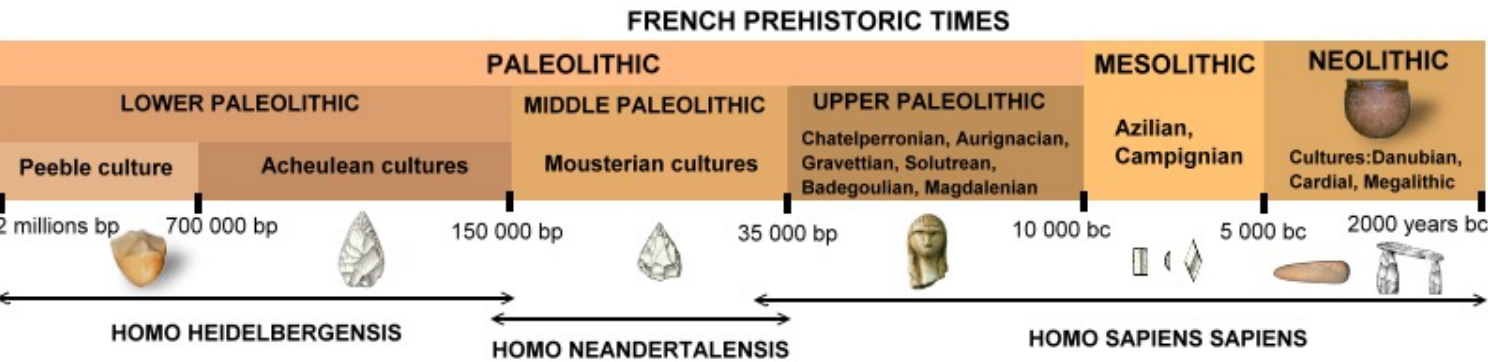 FRENCH PREHISTORIC TIMES
PALEOLITHIC
MESOLITHIC
NEOLITHIC
LOWER PALEOLITHIC
MIDDLE PALEOLITHIC
UPPER PALEOLITHIC
Peeble culture
Acheulean cultures
Mousterian cultures
Chatelperronian, Aurignacian,
Gravettian, Solutrean,
Badegoulian, Magdalenian
Azilian,
Campignian
Cultures:Danubian,
Cardial, Megalithic
2 millions bp
700 000 bp
150 000 bp
35 000 bp
10 000 bc
5 000 bc
2000 years bc
HOMO HEIDELBERGENSIS
HOMO NEANDERTALENSIS
HOMO SAPIENS SAPIENS